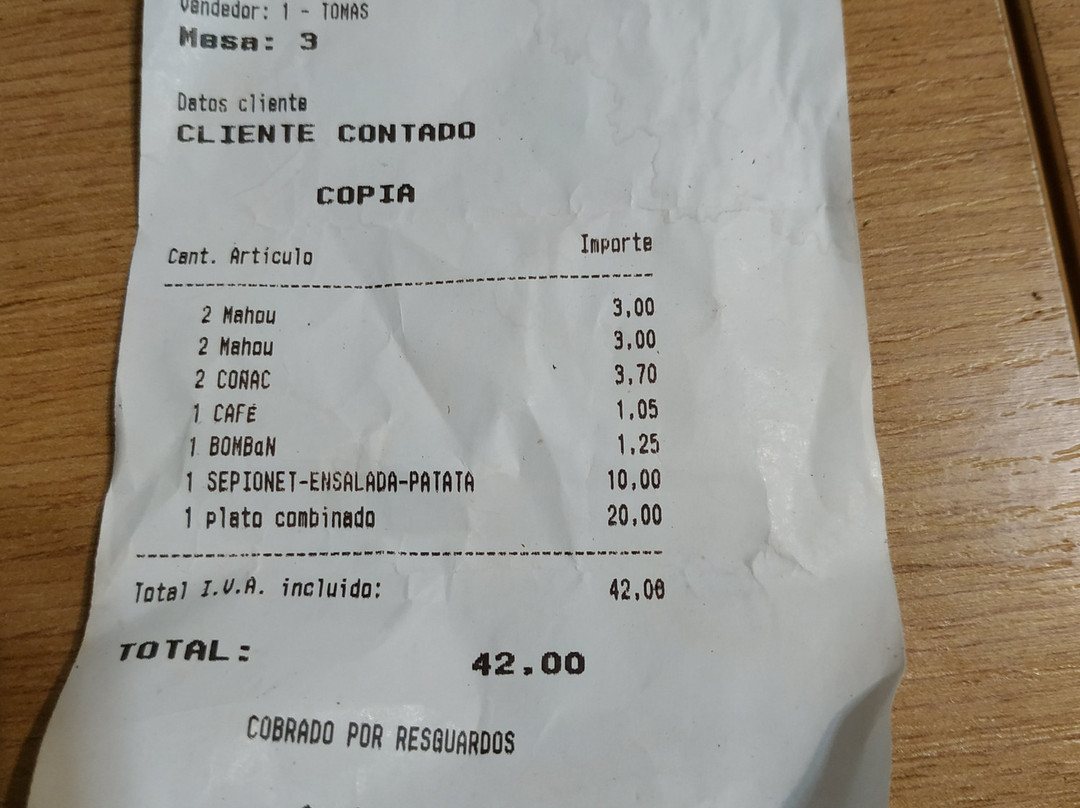 Vendedor: 1 - TOMAS
Mesa: 3
Datos cliente
CLIENTE CONTADO
COPIA
Cant. Artículo Importe
2 Mahou 3,00
2 Mahou 3,00
2 COÑAC 3,70
1 CAFÉ 1,05
1 BOMBaN 1,25
1 SEPIONET-ENSALADA-PATATA 10,00
1 plato combinado 20,00
Total I.V.A. incluido: 42,00
TOTAL: 42,00
COBRADO POR RESGUARDOS